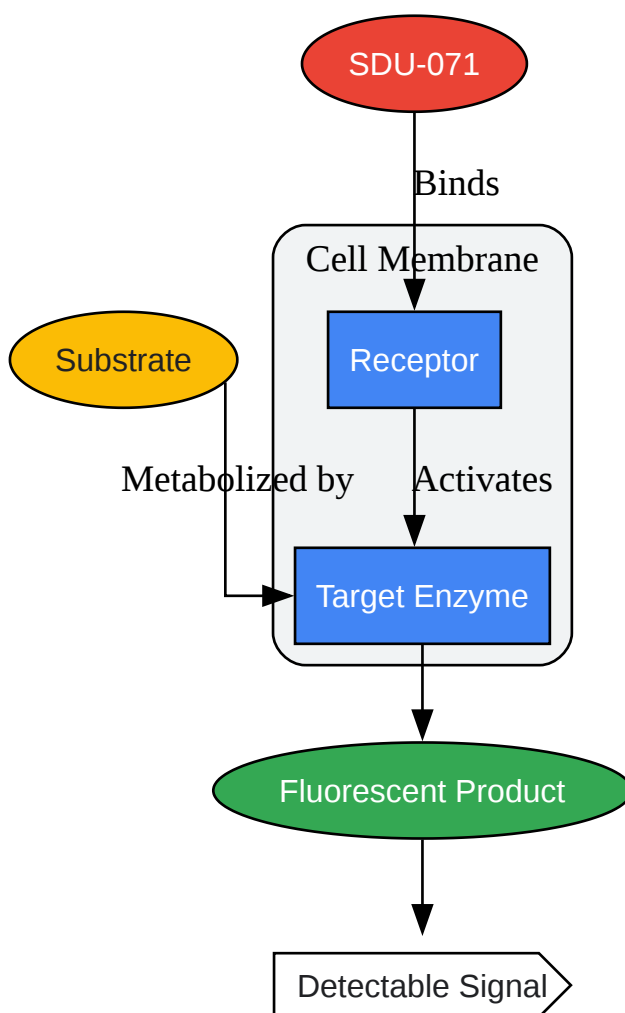 SDU-071
Binds
Cell Membrane
Substrate
Receptor
Metabolized by
Activates
Target Enzyme
Fluorescent Product
Detectable Signal